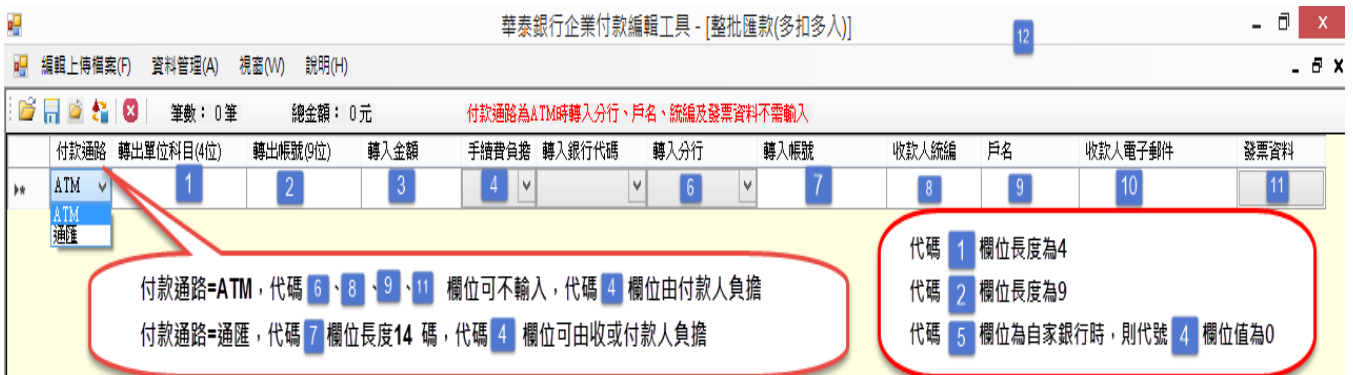 華泰銀行企業付款編輯工具 - [整批匯款(多扣多入)]
12
編輯上傳檔案(F) 資料管理(A) 視窗(W) 說明(H)
筆數： 0 筆 總金額： 0 元 付款通路為ATM時轉入分行、戶名、統編及發票資料不需輸入
付款通路 轉出單位科目(4位) 轉出帳號(9位) 轉入金額 手續費負擔 轉入銀行代碼 轉入分行 轉入帳號 收款人統編 戶名 收款人電子郵件 發票資料
ATM 1 2 3 4 6 7 8 9 10 11
ATM
通匯
付款通路=ATM，代碼 6、8、9、11 欄位可不輸入，代碼 4 欄位由付款人負擔
付款通路=通匯，代碼 7 欄位長度14 碼，代碼 4 欄位可由收或付款人負擔
代碼 1 欄位長度為4
代碼 2 欄位長度為9
代碼 5 欄位為自家銀行時，則代號 4 欄位值為0